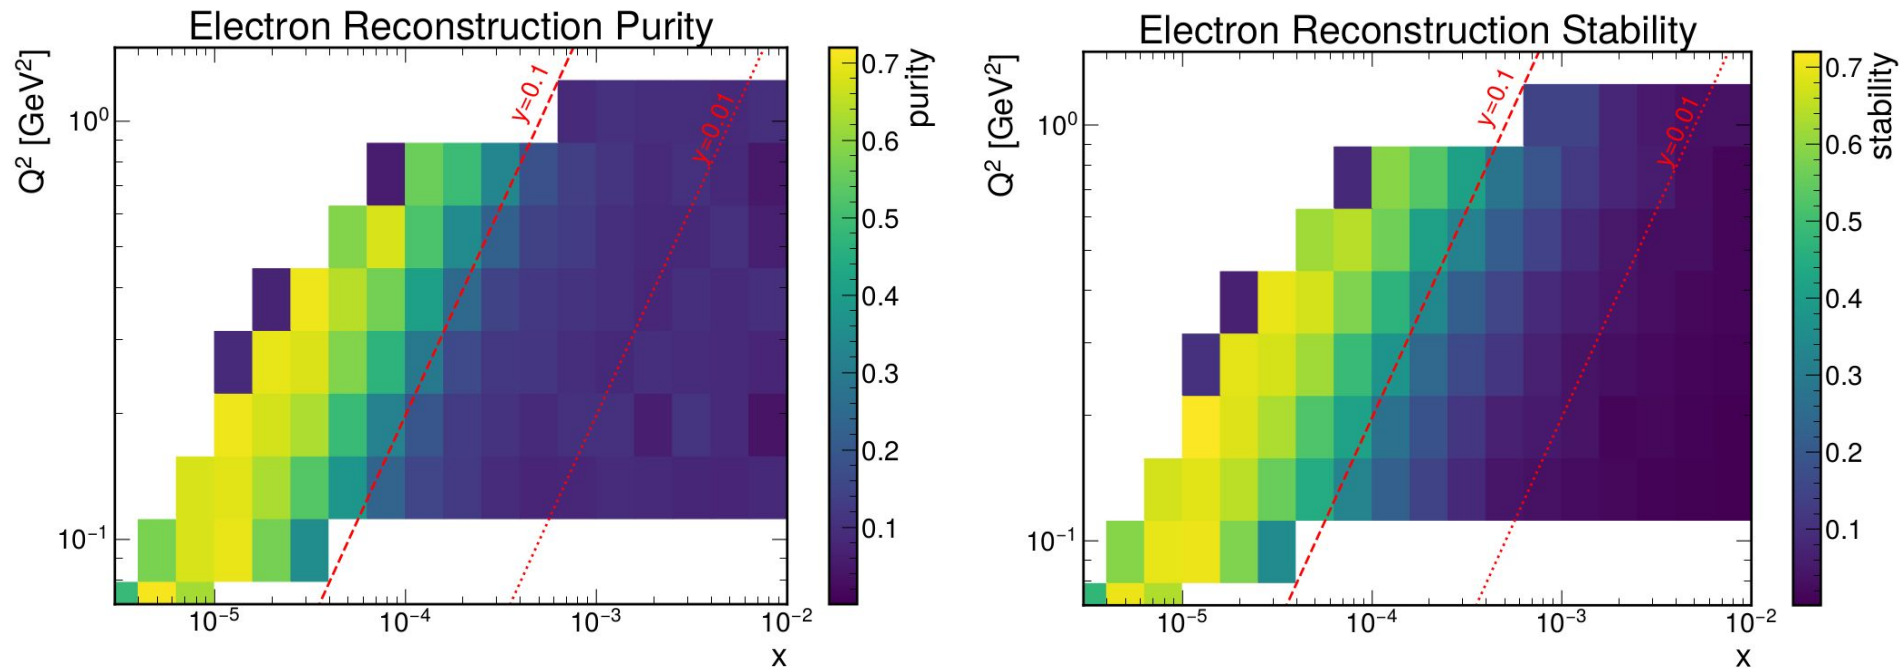 Electron Reconstruction Purity
Q² [GeV²]
10⁰
10⁻¹
10⁻⁵
10⁻⁴
10⁻³
10⁻²
x
y=0.1
y=0.01
0.7
0.6
0.5
0.4
0.3
0.2
0.1
purity
Electron Reconstruction Stability
Q² [GeV²]
10⁰
10⁻¹
10⁻⁵
10⁻⁴
10⁻³
10⁻²
x
y=0.1
y=0.01
0.7
0.6
0.5
0.4
0.3
0.2
0.1
stability